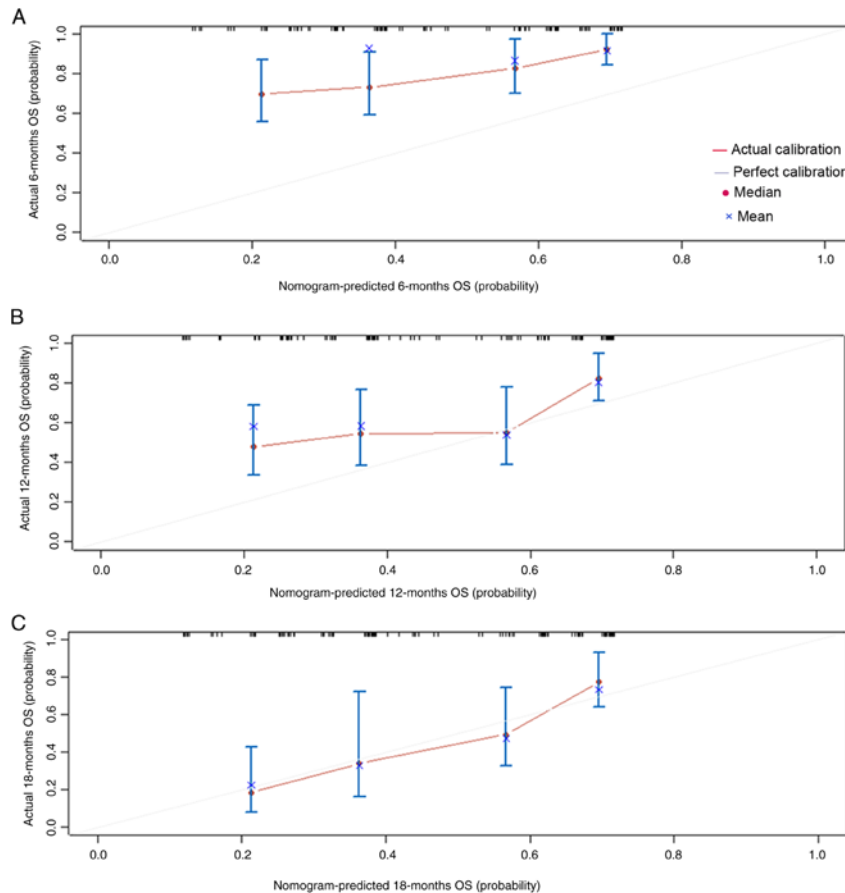 A
1.0
0.8
0.6
0.4
0.2
0.0
Actual 6-months OS (probability)
Actual calibration
Perfect calibration
Median
Mean
0.0 0.2 0.4 0.6 0.8 1.0
Nomogram-predicted 6-months OS (probability)
B
1.0
0.8
0.6
0.4
0.2
0.0
Actual 12-months OS (probability)
0.0 0.2 0.4 0.6 0.8 1.0
Nomogram-predicted 12-months OS (probability)
C
1.0
0.8
0.6
0.4
0.2
0.0
Actual 18-months OS (probability)
0.0 0.2 0.4 0.6 0.8 1.0
Nomogram-predicted 18-months OS (probability)